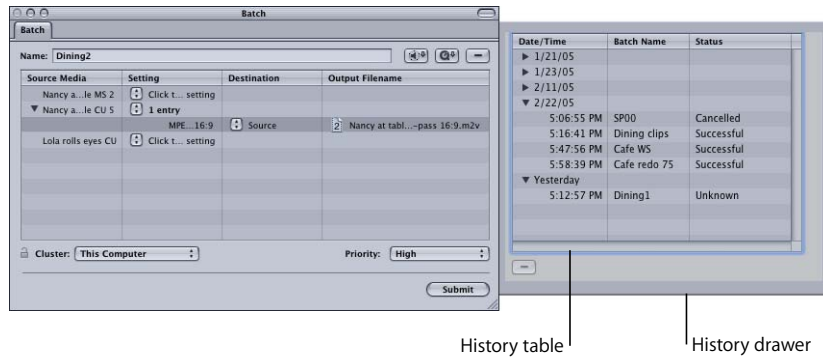 Batch
Batch
Name: Dining2
Source Media Setting Destination Output Filename
Nancy a...le MS 2 Click t... setting
Nancy a...le CU 5 1 entry
MPE...16:9 Source 2 Nancy at tabl...-pass 16:9.m2v
Lola rolls eyes CU Click t... setting
Cluster: This Computer Priority: High
Submit
Date/Time Batch Name Status
1/21/05
1/23/05
2/11/05
2/22/05
5:06:55 PM SP00 Cancelled
5:16:41 PM Dining clips Successful
5:47:56 PM Cafe WS Successful
5:58:39 PM Cafe redo 75 Successful
Yesterday
5:12:57 PM Dining1 Unknown
History table
History drawer